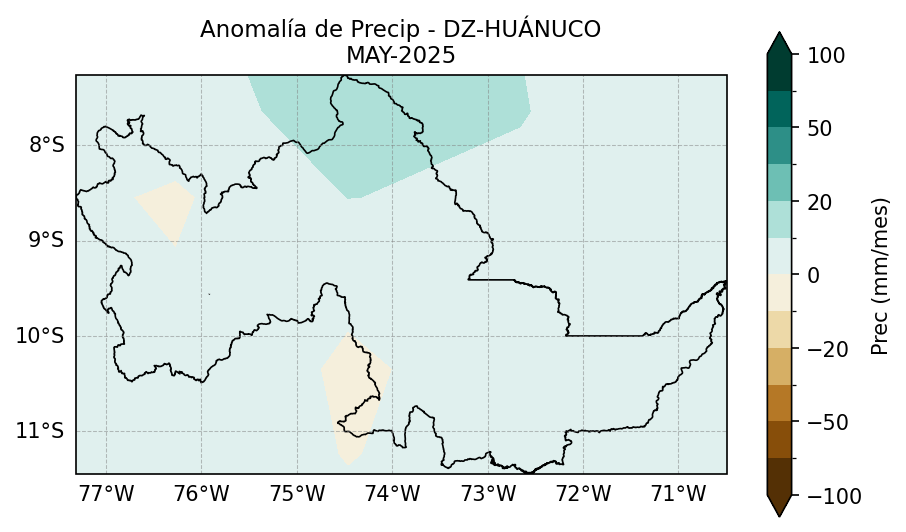 Anomalía de Precip - DZ-HUÁNUCO
MAY-2025
8°S
9°S
10°S
11°S
77°W 76°W 75°W 74°W 73°W 72°W 71°W
100
50
20
0
−20
−50
−100
Prec (mm/mes)